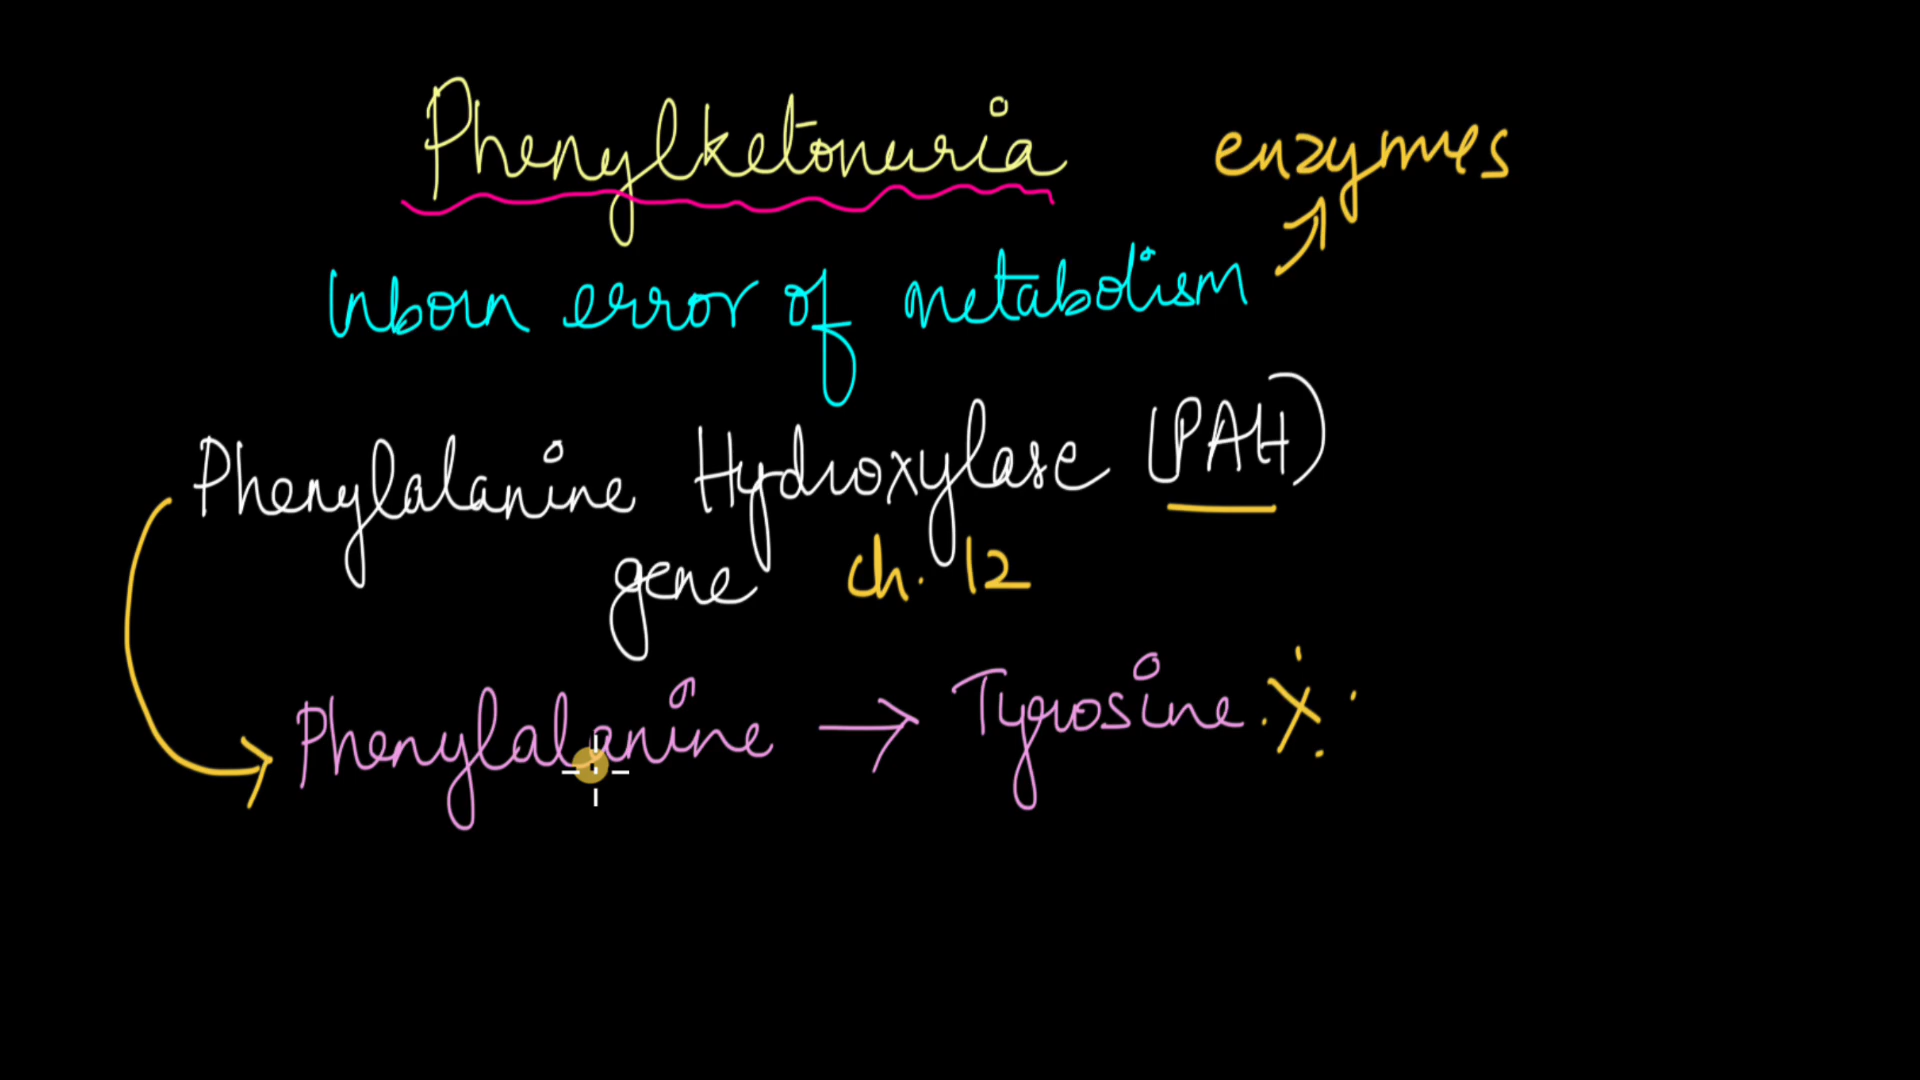 Phenylketonuria
enzymes
Inborn error of metabolism
Phenylalanine Hydroxylase (PAH)
gene ch. 12
Phenylalanine → Tyrosine X